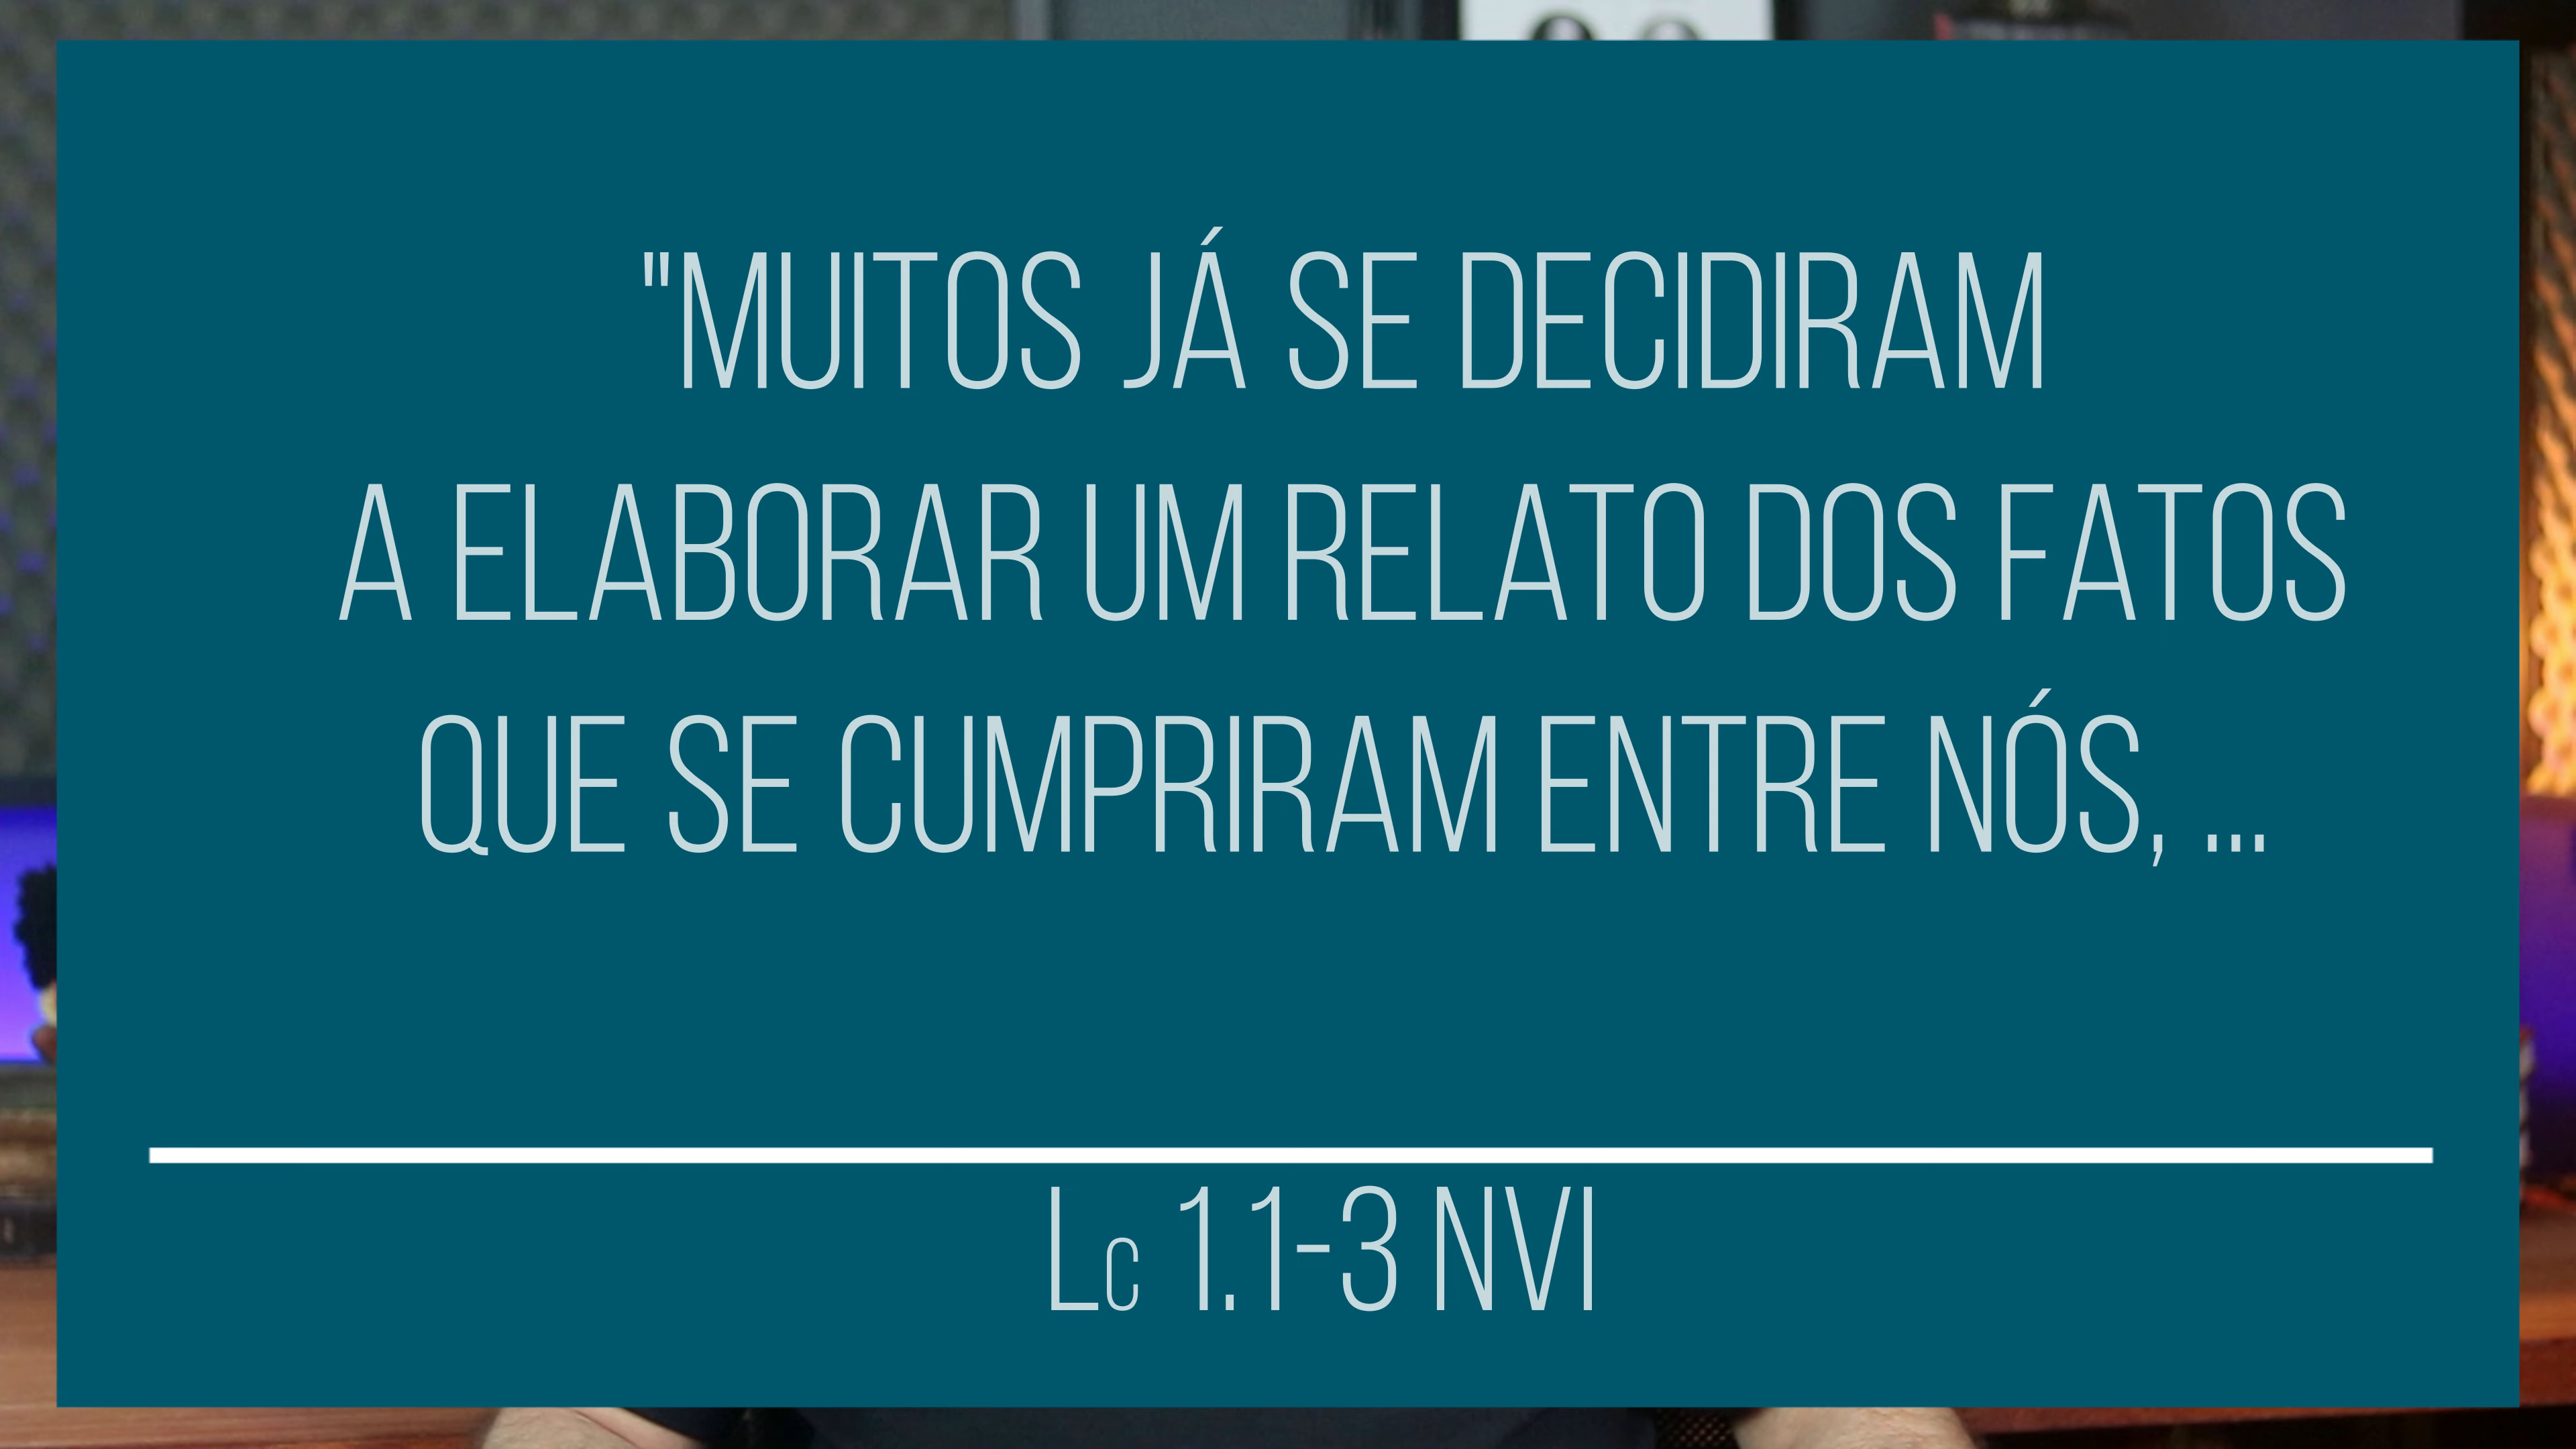 "MUITOS JÁ SE DECIDIRAM
A ELABORAR UM RELATO DOS FATOS
QUE SE CUMPRIRAM ENTRE NÓS, ...
Lc 1.1-3 NVI